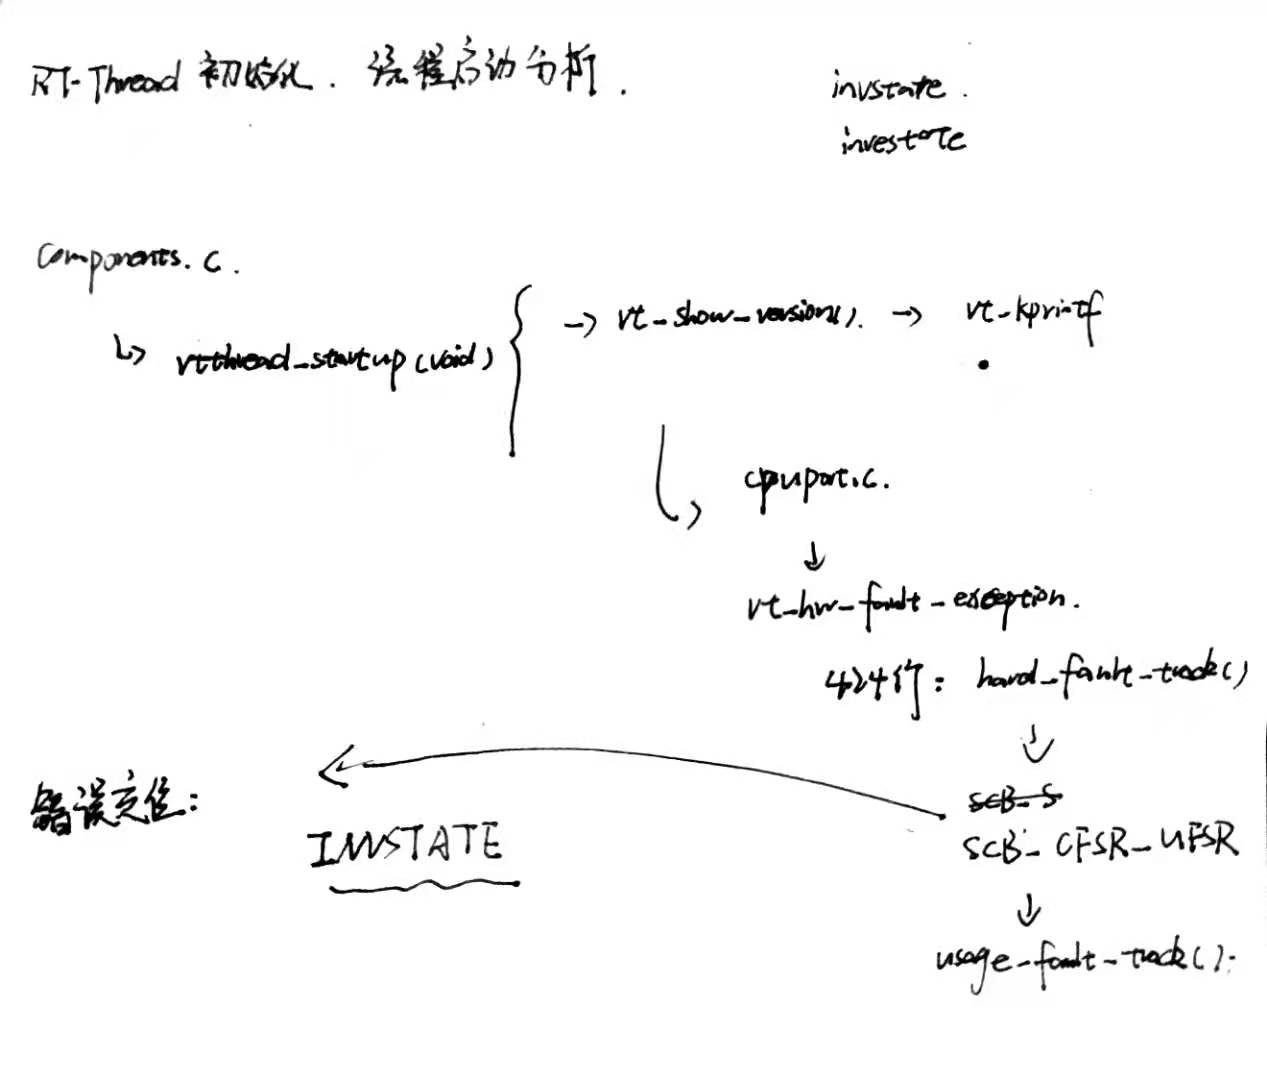 RT-Thread 初始化. 流程启动分析.
invstate.
investate
components.c.
↳ rtthread_startup(void) { → rt_show_version(). → rt_kprintf
cpuport.c.
↓
rt_hw_fault_exception.
424行: hard_fault_track()
↓
SCB_S
SCB_CFSR_UFSR
错误定位:
INVSTATE
↓
usage_fault_track().